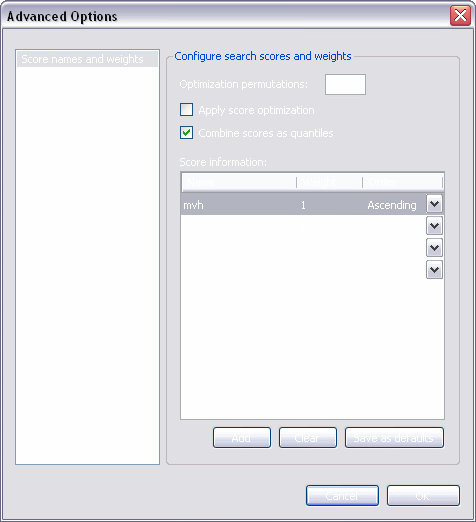 Advanced Options
Score names and weights
Configure search scores and weights
Optimization permutations:
Apply score optimization
Combine scores as quantiles
Score information:
mvh 1 Ascending
Add Clear Save as defaults
Cancel OK